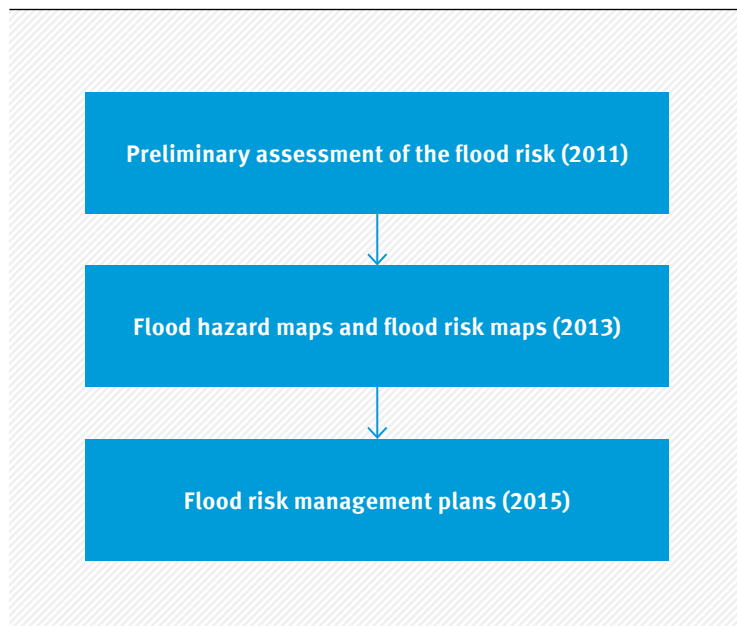 Preliminary assessment of the flood risk (2011)
Flood hazard maps and flood risk maps (2013)
Flood risk management plans (2015)